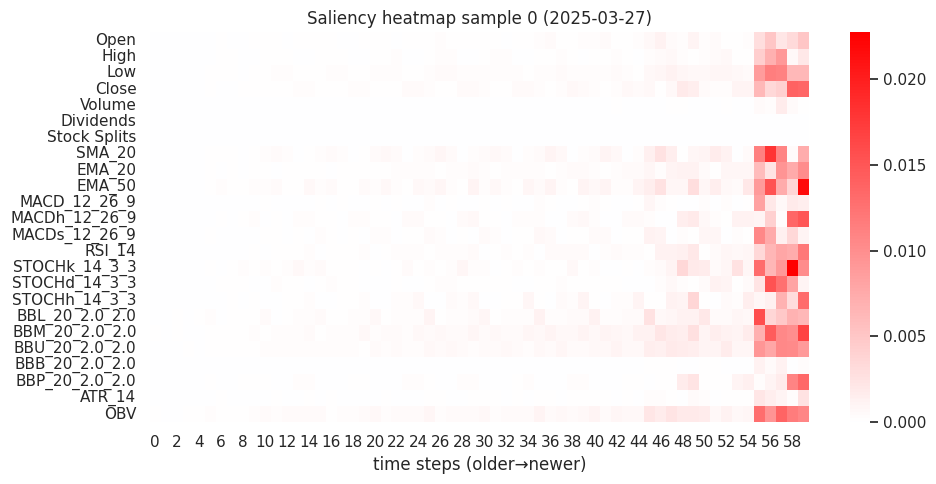 Saliency heatmap sample 0 (2025-03-27)
Open
High
Low
Close
Volume
Dividends
Stock Splits
SMA_20
EMA_20
EMA_50
MACD_12_26_9
MACDh_12_26_9
MACDs_12_26_9
RSI_14
STOCHk_14_3_3
STOCHd_14_3_3
STOCHh_14_3_3
BBL_20_2.0_2.0
BBM_20_2.0_2.0
BBU_20_2.0_2.0
BBB_20_2.0_2.0
BBP_20_2.0_2.0
ATR_14
OBV
0 2 4 6 8 10 12 14 16 18 20 22 24 26 28 30 32 34 36 38 40 42 44 46 48 50 52 54 56 58
time steps (older→newer)
0.020
0.015
0.010
0.005
0.000